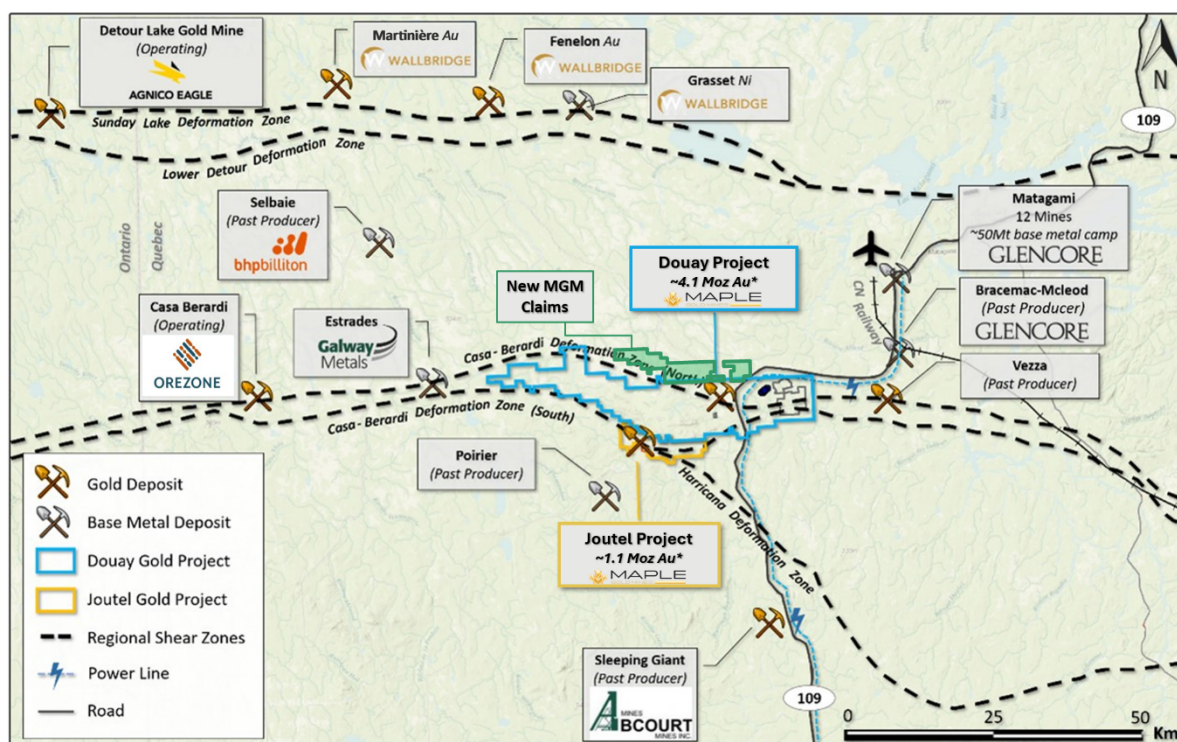 Detour Lake Gold Mine
(Operating)
AGNICO EAGLE
Martinière Au
WALLBRIDGE
Fenelon Au
WALLBRIDGE
Grasset Ni
WALLBRIDGE
N
109
Sunday Lake Deformation Zone
Lower Detour Deformation Zone
Selbaie
(Past Producer)
bhpbilliton
Ontario
Quebec
Matagami
12 Mines
~50Mt base metal camp
GLENCORE
Douay Project
~4.1 Moz Au*
MAPLE
New MGM
Claims
CN Railway
Bracemac-Mcleod
(Past Producer)
GLENCORE
Casa Berardi
(Operating)
OREZONE
Estrades
Galway
Metals
Casa-Berardi Deformation Zone (North)
Vezza
(Past Producer)
Casa-Berardi Deformation Zone (South)
Poirier
(Past Producer)
Harricana Deformation Zone
Joutel Project
~1.1 Moz Au*
MAPLE
Gold Deposit
Base Metal Deposit
Douay Gold Project
Joutel Gold Project
Regional Shear Zones
Power Line
Road
Sleeping Giant
(Past Producer)
MINES
ABCOURT
MINES INC.
109
0 25 50
Km